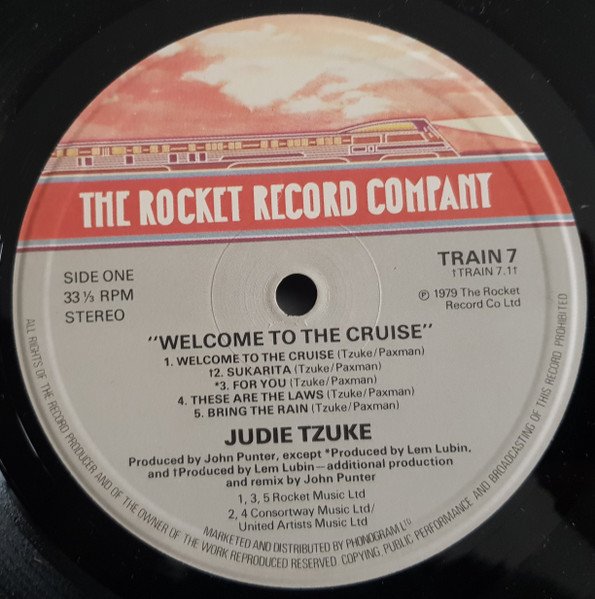 THE ROCKET RECORD COMPANY
SIDE ONE
33 ⅓ RPM
STEREO
TRAIN 7
†TRAIN 7.1†
℗ 1979 The Rocket
Record Co Ltd
"WELCOME TO THE CRUISE"
1. WELCOME TO THE CRUISE (Tzuke/Paxman)
†2. SUKARITA (Tzuke/Paxman)
*3. FOR YOU (Tzuke/Paxman)
4. THESE ARE THE LAWS (Tzuke/Paxman)
5. BRING THE RAIN (Tzuke/Paxman)
JUDIE TZUKE
Produced by John Punter, except *Produced by Lem Lubin,
and †Produced by Lem Lubin—additional production
and remix by John Punter
1, 3, 5 Rocket Music Ltd
2, 4 Consortway Music Ltd/
United Artists Music Ltd
MARKETED AND DISTRIBUTED BY PHONOGRAM LTD
ALL RIGHTS OF THE RECORD PRODUCER AND OF THE OWNER OF THE WORK REPRODUCED RESERVED. COPYING, PUBLIC PERFORMANCE AND BROADCASTING OF THIS RECORD PROHIBITED